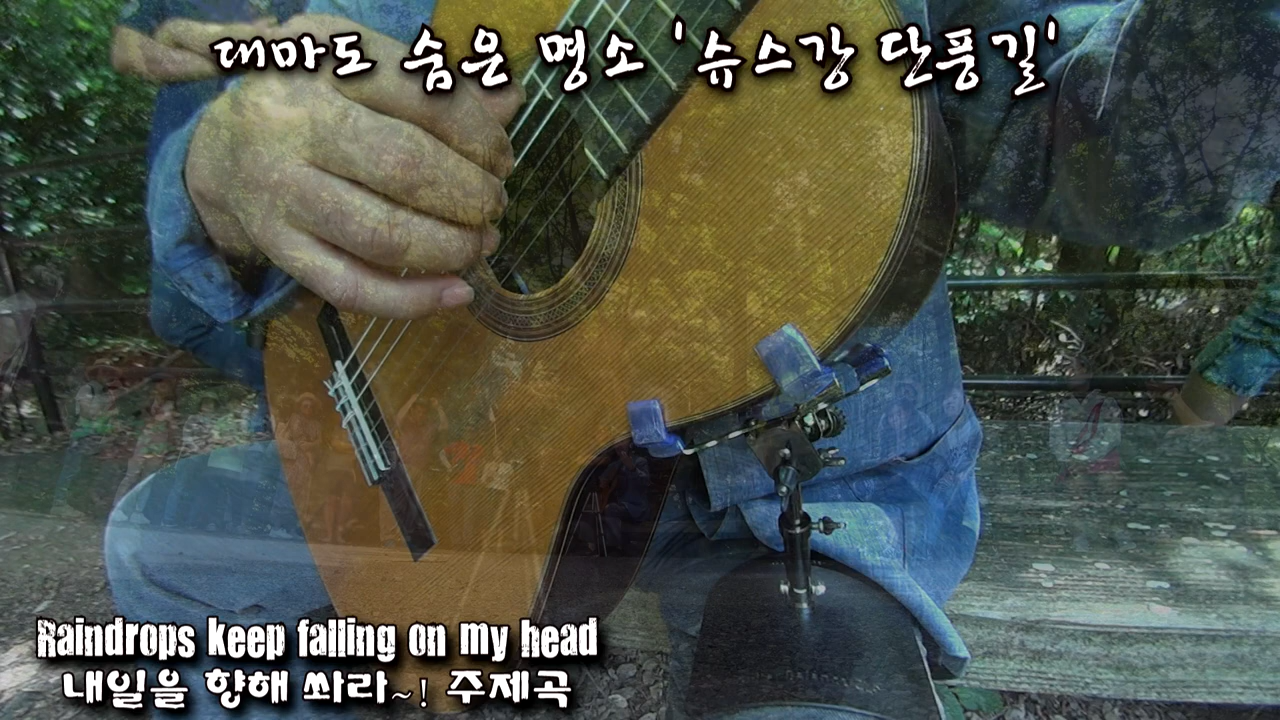 대마도 숨은 명소 '슈스강 단풍길'
Raindrops keep falling on my head
내일을 향해 쏴라~! 주제곡